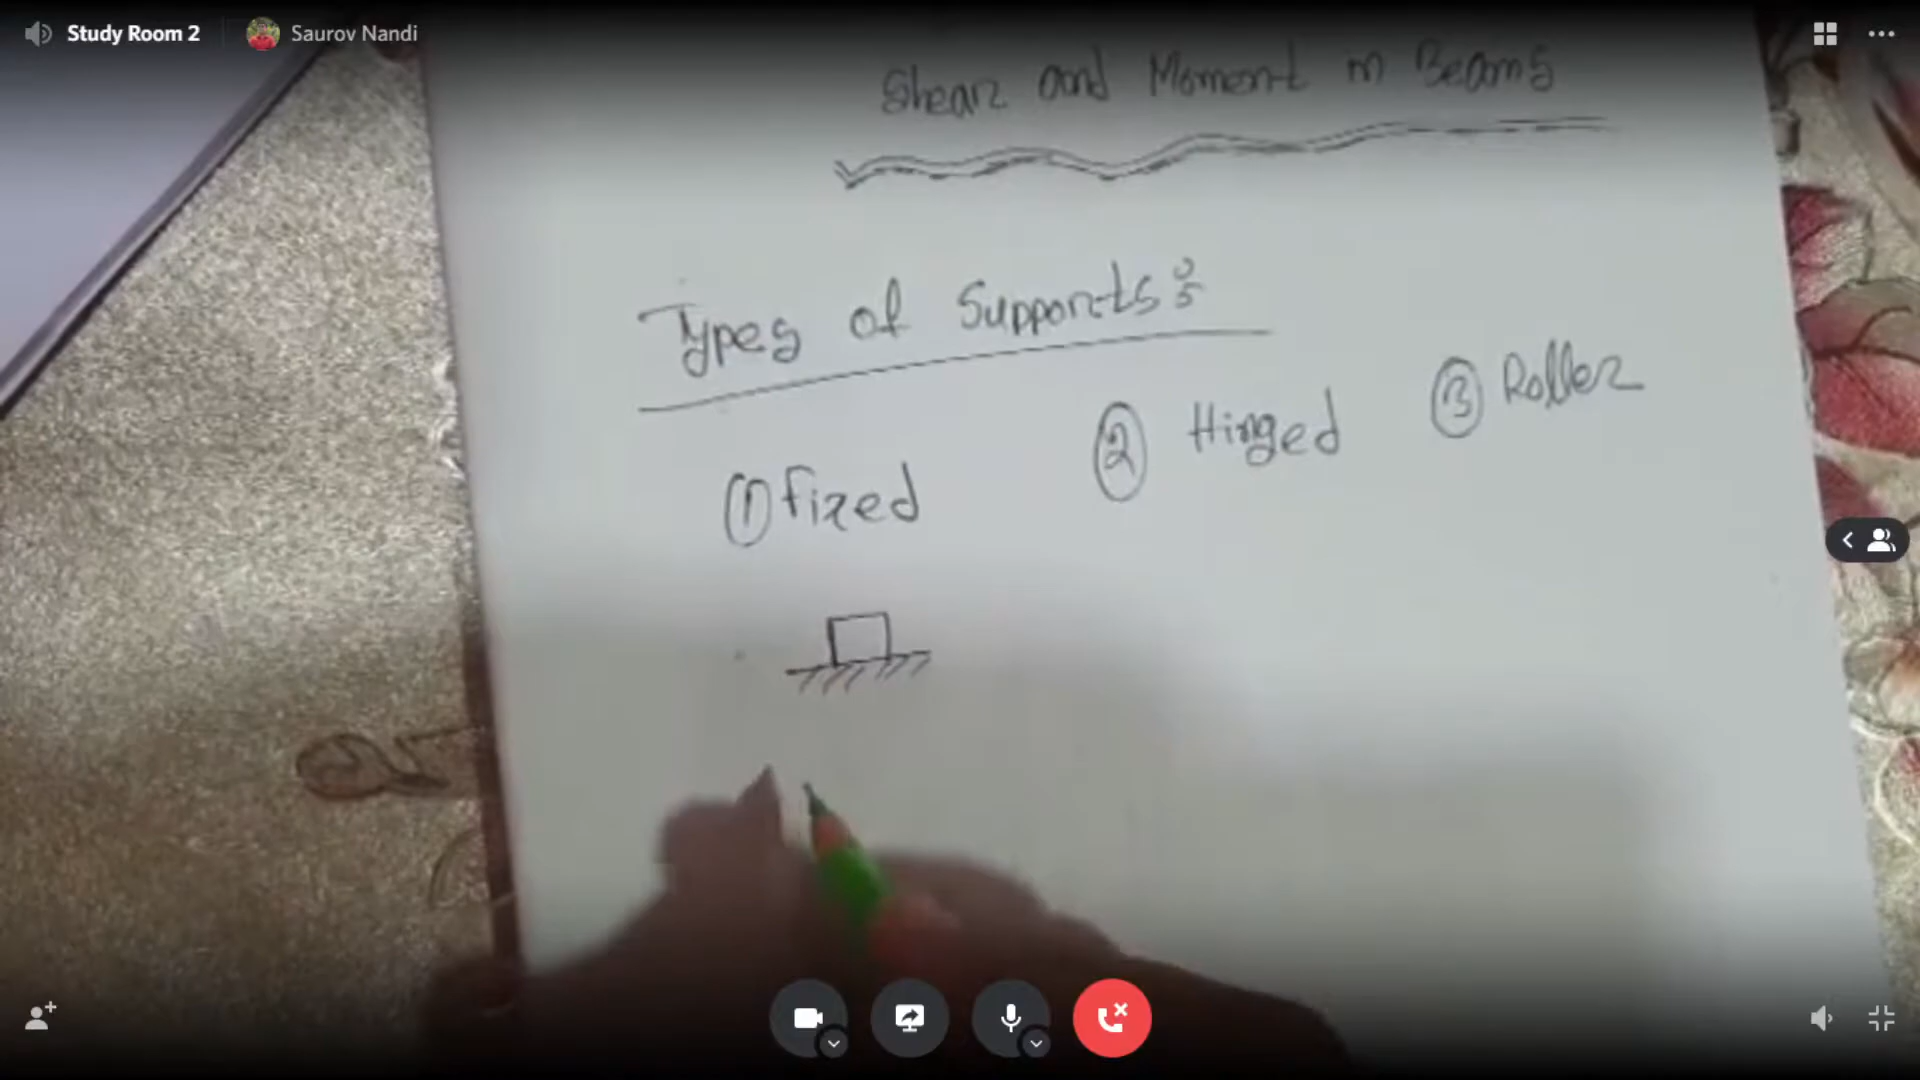 Study Room 2 Saurov Nandi
Shear and Moment in Beams
Types of Supports:
① fixed ② Hinged ③ Roller